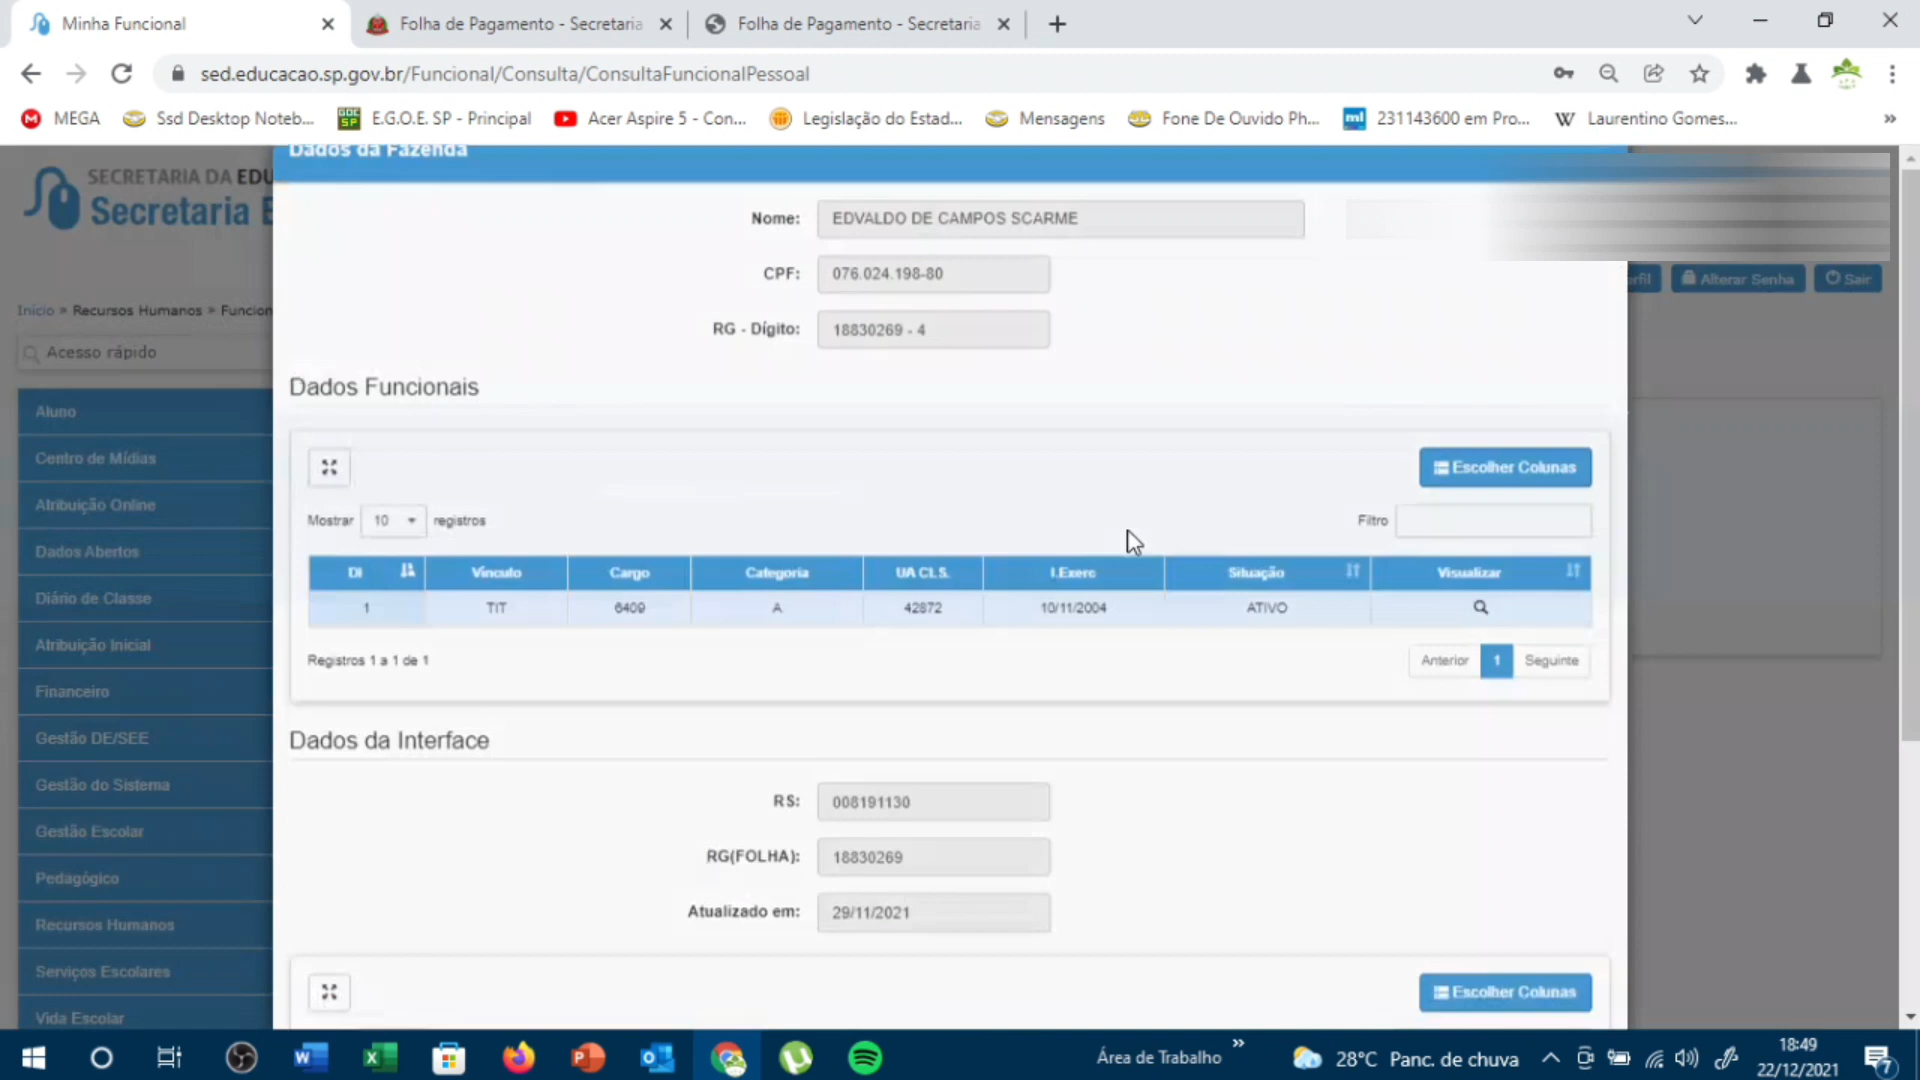 Minha Funcional
Folha de Pagamento - Secretaria
Folha de Pagamento - Secretaria
sed.educacao.sp.gov.br/Funcional/Consulta/ConsultaFuncionalPessoal
MEGA
Ssd Desktop Noteb...
E.G.O.E. SP - Principal
Acer Aspire 5 - Con...
Legislação do Estad...
Mensagens
Fone De Ouvido Ph...
231143600 em Pro...
Laurentino Gomes...
»
Dados da Fazenda
SECRETARIA DA EDU
Secretaria E
Nome: EDVALDO DE CAMPOS SCARME
CPF: 076.024.198-80
RG - Dígito: 18830269 - 4
erfil Alterar Senha Sair
Início » Recursos Humanos » Funcion
Acesso rápido
Dados Funcionais
Aluno
Centro de Mídias
Atribuição Online
Dados Abertos
Diário de Classe
Atribuição Inicial
Financeiro
Gestão DE/SEE
Gestão do Sistema
Gestão Escolar
Pedagógico
Recursos Humanos
Serviços Escolares
Vida Escolar
Escolher Colunas
Mostrar 10 registros
Filtro
DI Vínculo Cargo Categoria UA CLS. I.Exerc Situação Visualizar
1 TIT 6409 A 42872 10/11/2004 ATIVO
Registros 1 a 1 de 1
Anterior 1 Seguinte
Dados da Interface
RS: 008191130
RG(FOLHA): 18830269
Atualizado em: 29/11/2021
Escolher Colunas
Área de Trabalho »
28°C Panc. de chuva
18:49
22/12/2021
7